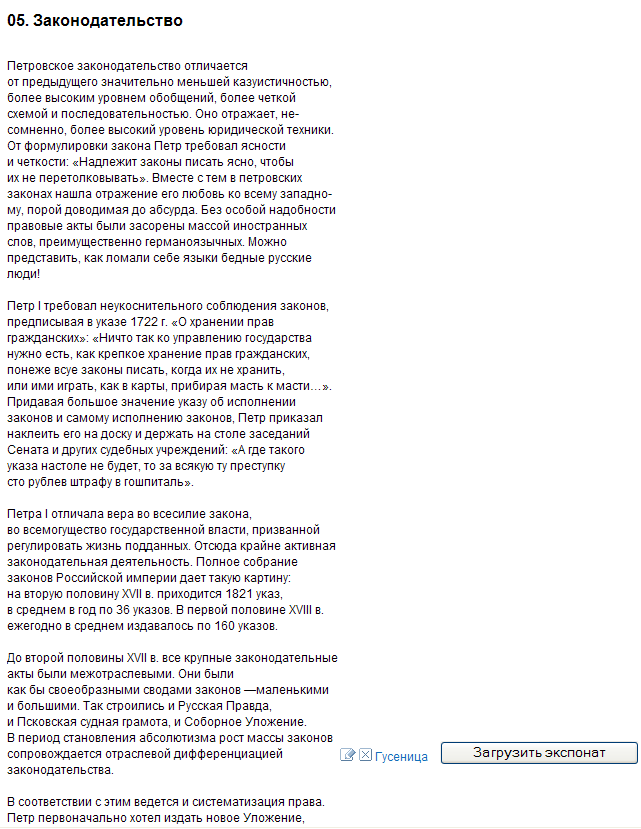 05. Законодательство
Петровское законодательство отличается
от предыдущего значительно меньшей казуистичностью,
более высоким уровнем обобщений, более четкой
схемой и последовательностью. Оно отражает, не-
сомненно, более высокий уровень юридической техники.
От формулировки закона Петр требовал ясности
и четкости: «Надлежит законы писать ясно, чтобы
их не перетолковывать». Вместе с тем в петровских
законах нашла отражение его любовь ко всему западно-
му, порой доводимая до абсурда. Без особой надобности
правовые акты были засорены массой иностранных
слов, преимущественно германоязычных. Можно
представить, как ломали себе языки бедные русские
люди!
Петр I требовал неукоснительного соблюдения законов,
предписывая в указе 1722 г. «О хранении прав
гражданских»: «Ничто так ко управлению государства
нужно есть, как крепкое хранение прав гражданских,
понеже всуе законы писать, когда их не хранить,
или ими играть, как в карты, прибирая масть к масти…».
Придавая большое значение указу об исполнении
законов и самому исполнению законов, Петр приказал
наклеить его на доску и держать на столе заседаний
Сената и других судебных учреждений: «А где такого
указа настоле не будет, то за всякую ту преступку
сто рублев штрафу в гошпиталь».
Петра I отличала вера во всесилие закона,
во всемогущество государственной власти, призванной
регулировать жизнь подданных. Отсюда крайне активная
законодательная деятельность. Полное собрание
законов Российской империи дает такую картину:
на вторую половину XVII в. приходится 1821 указ,
в среднем в год по 36 указов. В первой половине XVIII в.
ежегодно в среднем издавалось по 160 указов.
До второй половины XVII в. все крупные законодательные
акты были межотраслевыми. Они были
как бы своеобразными сводами законов —маленькими
и большими. Так строились и Русская Правда,
и Псковская судная грамота, и Соборное Уложение.
В период становления абсолютизма рост массы законов
сопровождается отраслевой дифференциацией
законодательства.
Гусеница
Загрузить экспонат
В соответствии с этим ведется и систематизация права.
Петр первоначально хотел издать новое Уложение,